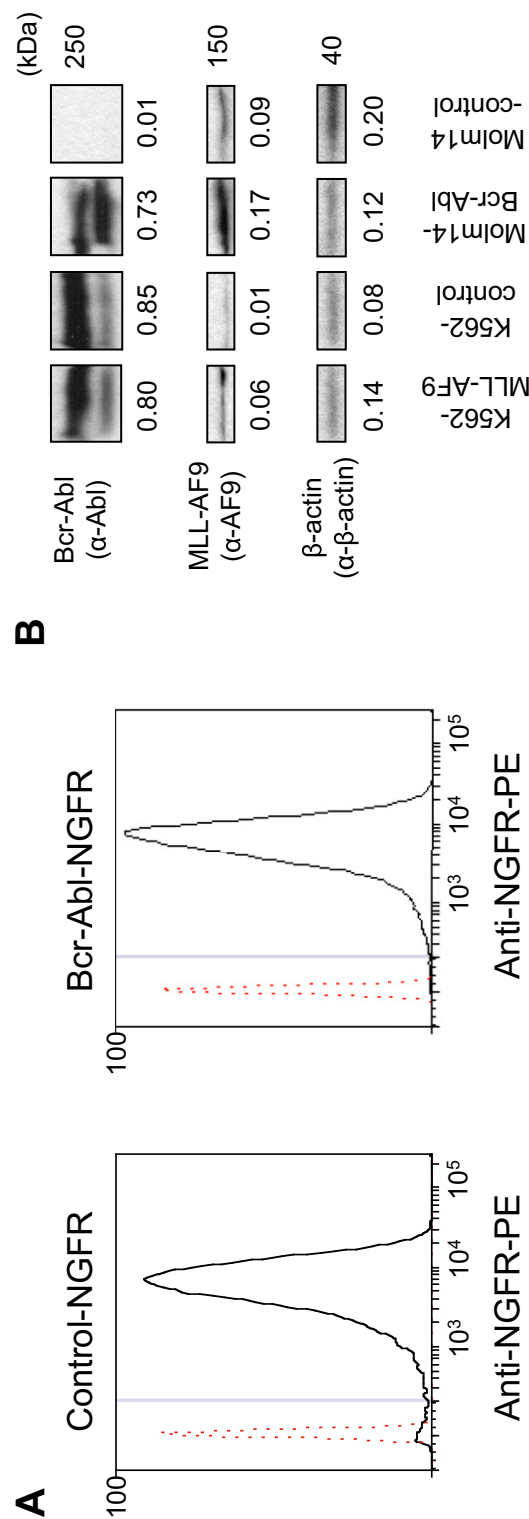 A
Control-NGFR
100
10³ 10⁴ 10⁵
Anti-NGFR-PE
Bcr-Abl-NGFR
100
10³ 10⁴ 10⁵
Anti-NGFR-PE
B
(kDa)
Bcr-Abl
(α-Abl)
250
0.80 0.85 0.73 0.01
MLL-AF9
(α-AF9)
150
0.06 0.01 0.17 0.09
β-actin
(α-β-actin)
40
0.14 0.08 0.12 0.20
K562-
MLL-AF9
K562-
control
Molm14-
Bcr-Abl
Molm14
-control